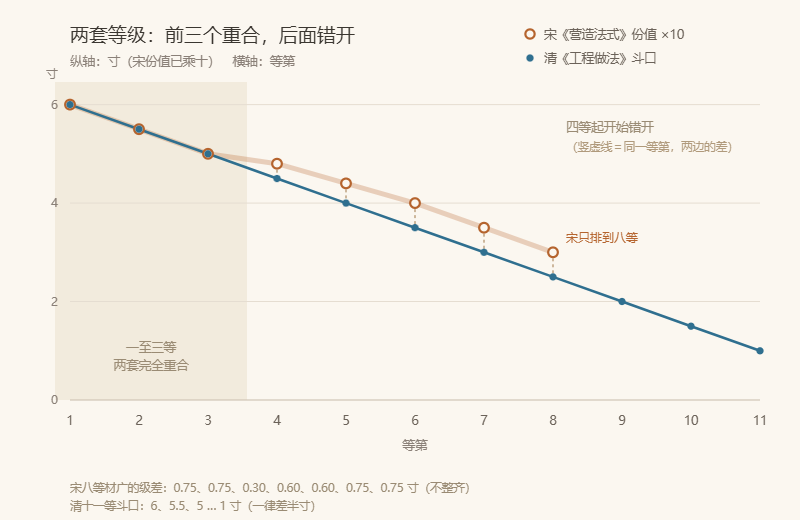 两套等级：前三个重合，后面错开
纵轴：寸（宋份值已乘十）　横轴：等第
宋《营造法式》份值 ×10
清《工程做法》斗口
寸
6
4
2
0
四等起开始错开
（竖虚线=同一等第，两边的差）
宋只排到八等
一至三等
两套完全重合
1 2 3 4 5 6 7 8 9 10 11
等第
宋八等材广的级差：0.75、0.75、0.30、0.60、0.60、0.75、0.75 寸（不整齐）
清十一等斗口：6、5.5、5 … 1 寸（一律差半寸）